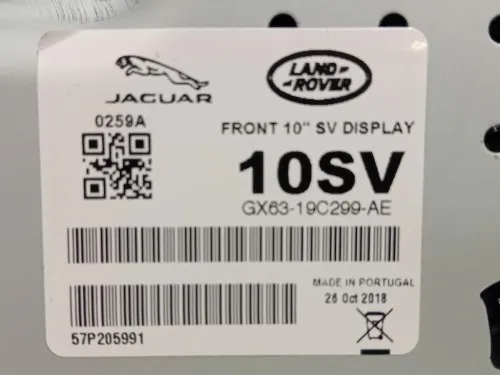 JAGUAR
LAND-
-ROVER
0259A
FRONT 10" SV DISPLAY
10SV
GX63-19C299-AE
MADE IN PORTUGAL
26 Oct 2018
57P205991